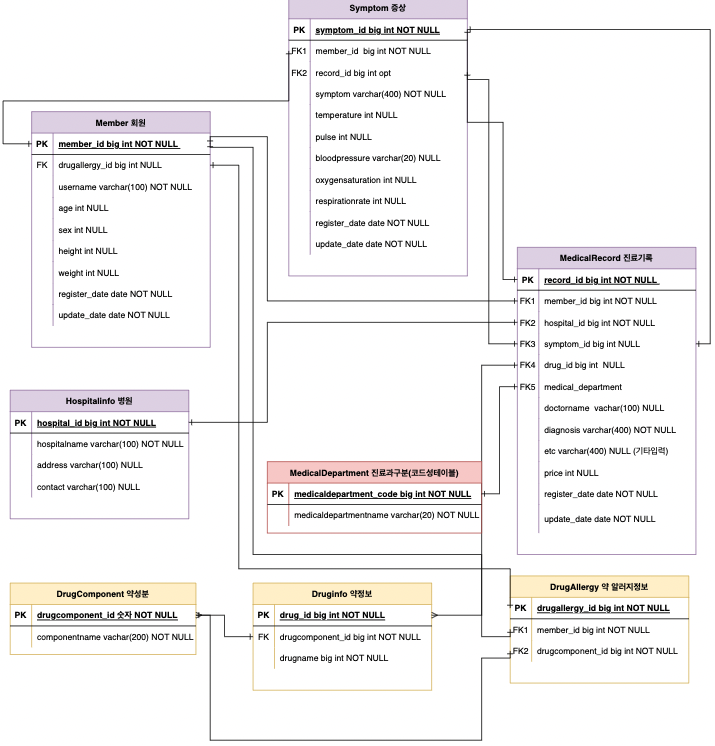 Symptom 증상
PK symptom_id big int NOT NULL
FK1 member_id big int NOT NULL
FK2 record_id big int opt
symptom varchar(400) NOT NULL
temperature int NULL
pulse int NULL
bloodpressure varchar(20) NULL
oxygensaturation int NULL
respirationrate int NULL
register_date date NOT NULL
update_date date NOT NULL
Member 회원
PK member_id big int NOT NULL
FK drugallergy_id big int NULL
username varchar(100) NOT NULL
age int NULL
sex int NULL
height int NULL
weight int NULL
register_date date NOT NULL
update_date date NOT NULL
MedicalRecord 진료기록
PK record_id big int NOT NULL
FK1 member_id big int NOT NULL
FK2 hospital_id big int NOT NULL
FK3 symptom_id big int NULL
FK4 drug_id big int NULL
FK5 medical_department
doctorname vachar(100) NULL
diagnosis varchar(400) NOT NULL
etc varchar(400) NULL (기타입력)
price int NULL
register_date date NOT NULL
update_date date NOT NULL
Hospitalinfo 병원
PK hospital_id big int NOT NULL
hospitalname varchar(100) NOT NULL
address varchar(100) NULL
contact varchar(100) NULL
MedicalDepartment 진료과구분(코드성테이블)
PK medicaldepartment_code big int NOT NULL
medicaldepartmentname varchar(20) NOT NULL
DrugComponent 약성분
PK drugcomponent_id 숫자 NOT NULL
componentname vachar(200) NOT NULL
Druginfo 약정보
PK drug_id big int NOT NULL
FK drugcomponent_id big int NOT NULL
drugname big int NOT NULL
DrugAllergy 약 알러지정보
PK drugallergy_id big int NOT NULL
FK1 member_id big int NOT NULL
FK2 drugcomponent_id big int NOT NULL